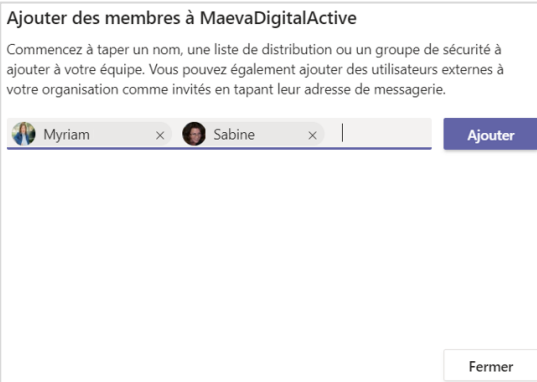 Ajouter des membres à MaevaDigitalActive
Commencez à taper un nom, une liste de distribution ou un groupe de sécurité à
ajouter à votre équipe. Vous pouvez également ajouter des utilisateurs externes à
votre organisation comme invités en tapant leur adresse de messagerie.
Myriam × Sabine × Ajouter
Fermer